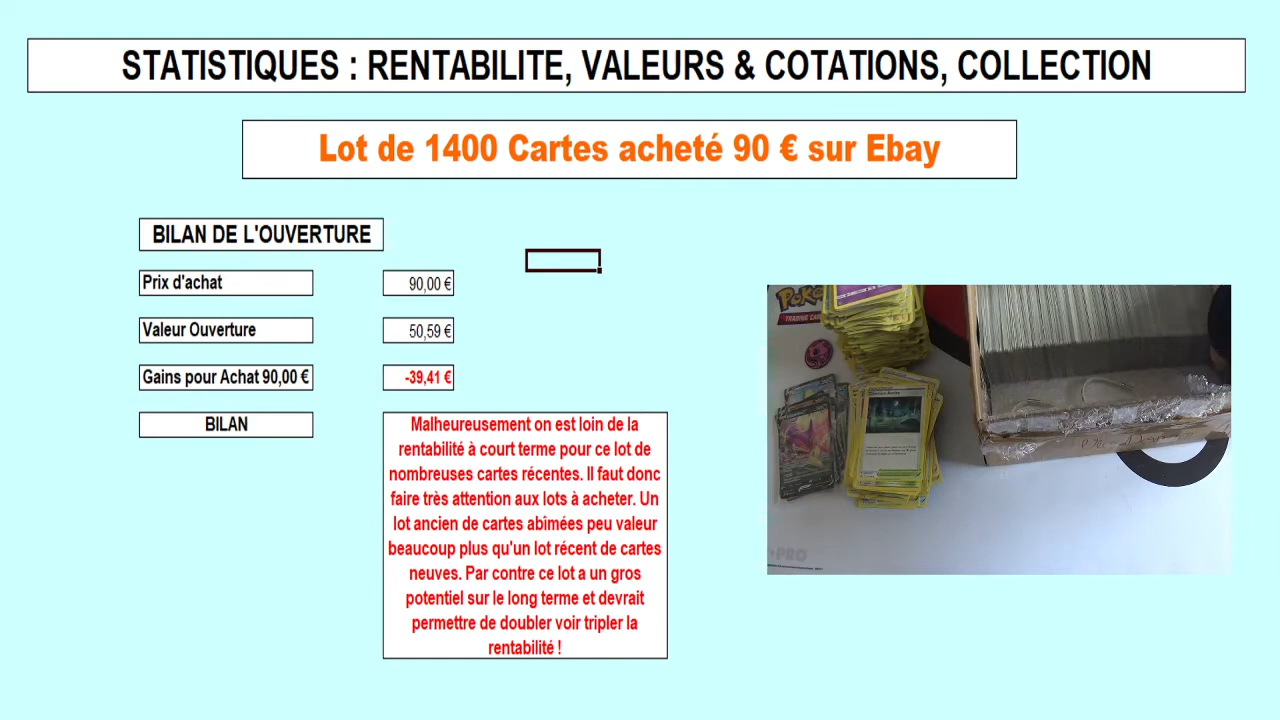 STATISTIQUES : RENTABILITE, VALEURS & COTATIONS, COLLECTION
Lot de 1400 Cartes acheté 90 € sur Ebay
BILAN DE L'OUVERTURE
Prix d'achat 90,00 €
Valeur Ouverture 50,59 €
Gains pour Achat 90,00 € -39,41 €
BILAN
Malheureusement on est loin de la
rentabilité à court terme pour ce lot de
nombreuses cartes récentes. Il faut donc
faire très attention aux lots à acheter. Un
lot ancien de cartes abîmées peu valeur
beaucoup plus qu'un lot récent de cartes
neuves. Par contre ce lot a un gros
potentiel sur le long terme et devrait
permettre de doubler voir tripler la
rentabilité !
PRO